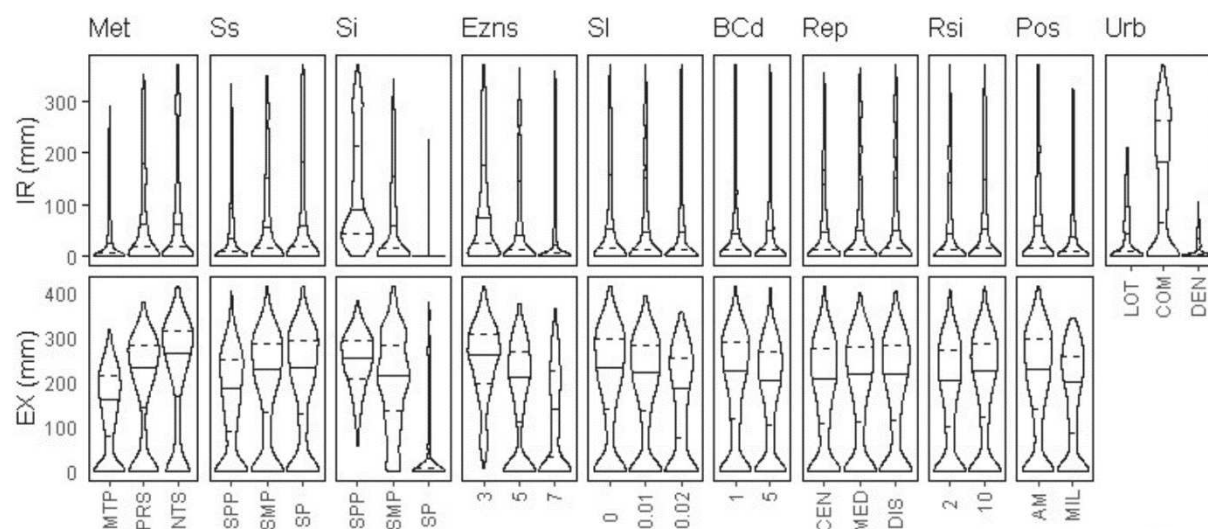 Met Ss Si Ezns Sl BCd Rep Rsi Pos Urb
IR (mm)
300
200
100
0
LOT COM DEN
EX (mm)
400
300
200
100
0
MTP PRS NTS SPP SMP SP SPP SMP SP 3 5 7 0 0.01 0.02 1 5 CEN MED DIS 2 10 AM MIL